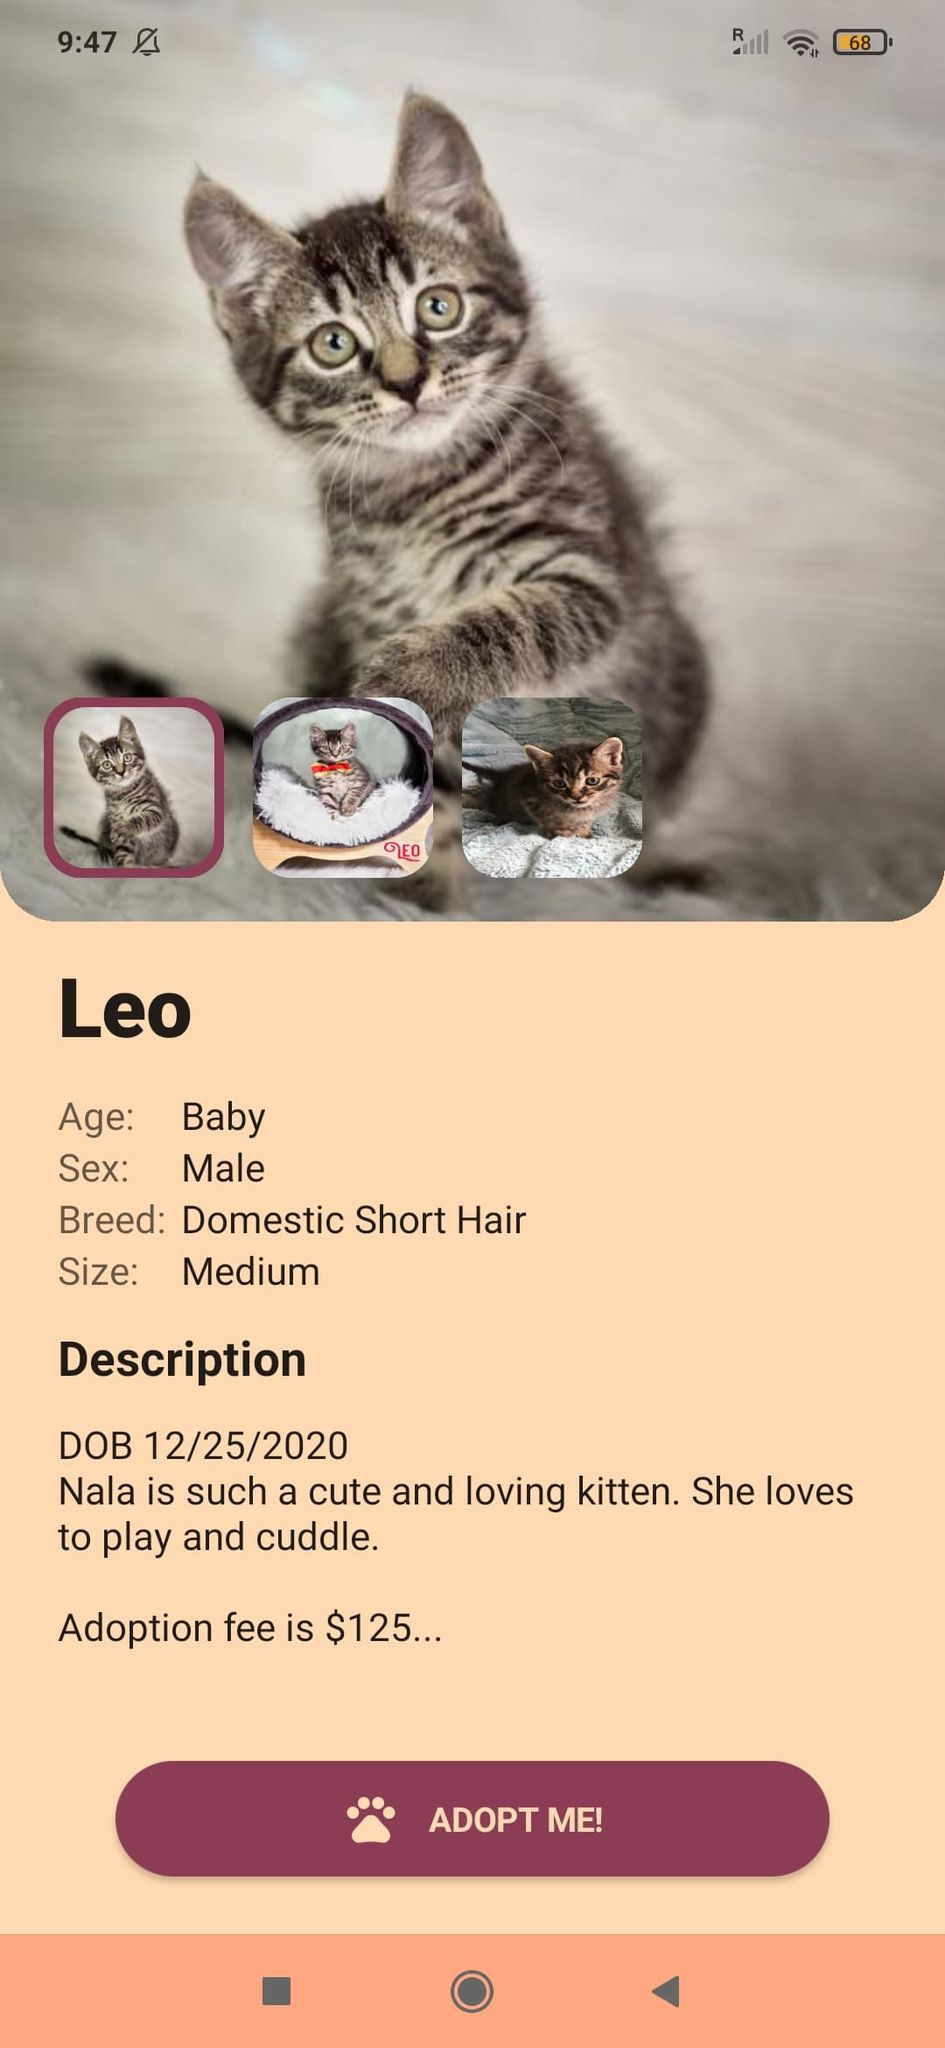 9:47
R
68
LEO
Leo
Age: Baby
Sex: Male
Breed: Domestic Short Hair
Size: Medium
Description
DOB 12/25/2020
Nala is such a cute and loving kitten. She loves
to play and cuddle.
Adoption fee is $125...
ADOPT ME!